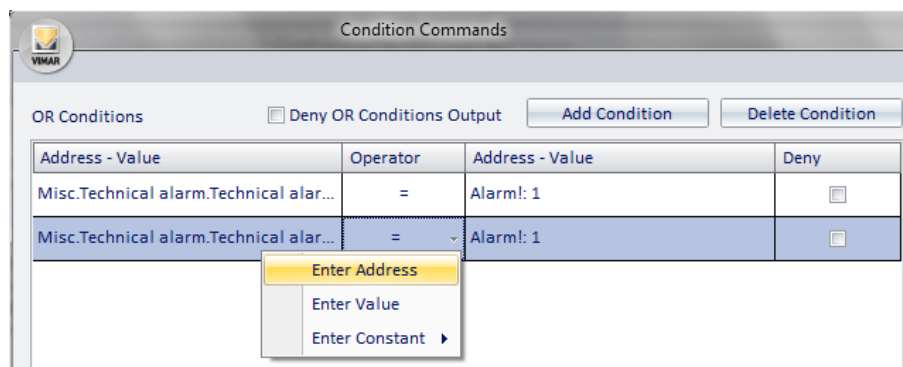 Condition Commands
VIMAR
OR Conditions Deny OR Conditions Output Add Condition Delete Condition
Address - Value Operator Address - Value Deny
Misc.Technical alarm.Technical alar... = Alarm!: 1
Misc.Technical alarm.Technical alar... = Alarm!: 1
Enter Address
Enter Value
Enter Constant